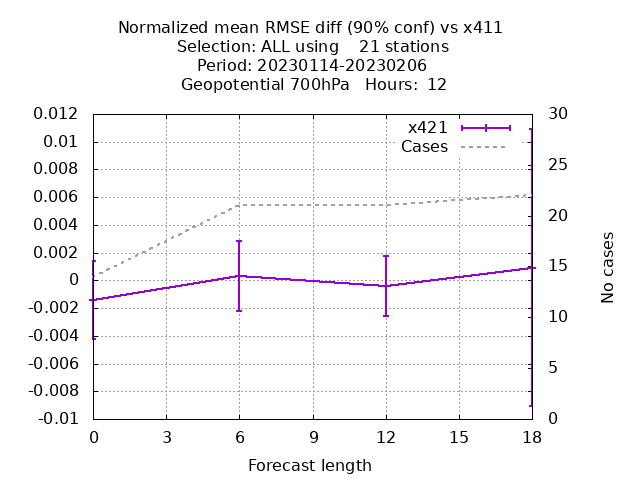 Normalized mean RMSE diff (90% conf) vs x411
Selection: ALL using    21 stations
Period: 20230114-20230206
Geopotential 700hPa   Hours:  12
x421
Cases
0.012
0.01
0.008
0.006
0.004
0.002
0
-0.002
-0.004
-0.006
-0.008
-0.01
30
25
20
15
10
5
0
No cases
0 3 6 9 12 15 18
Forecast length